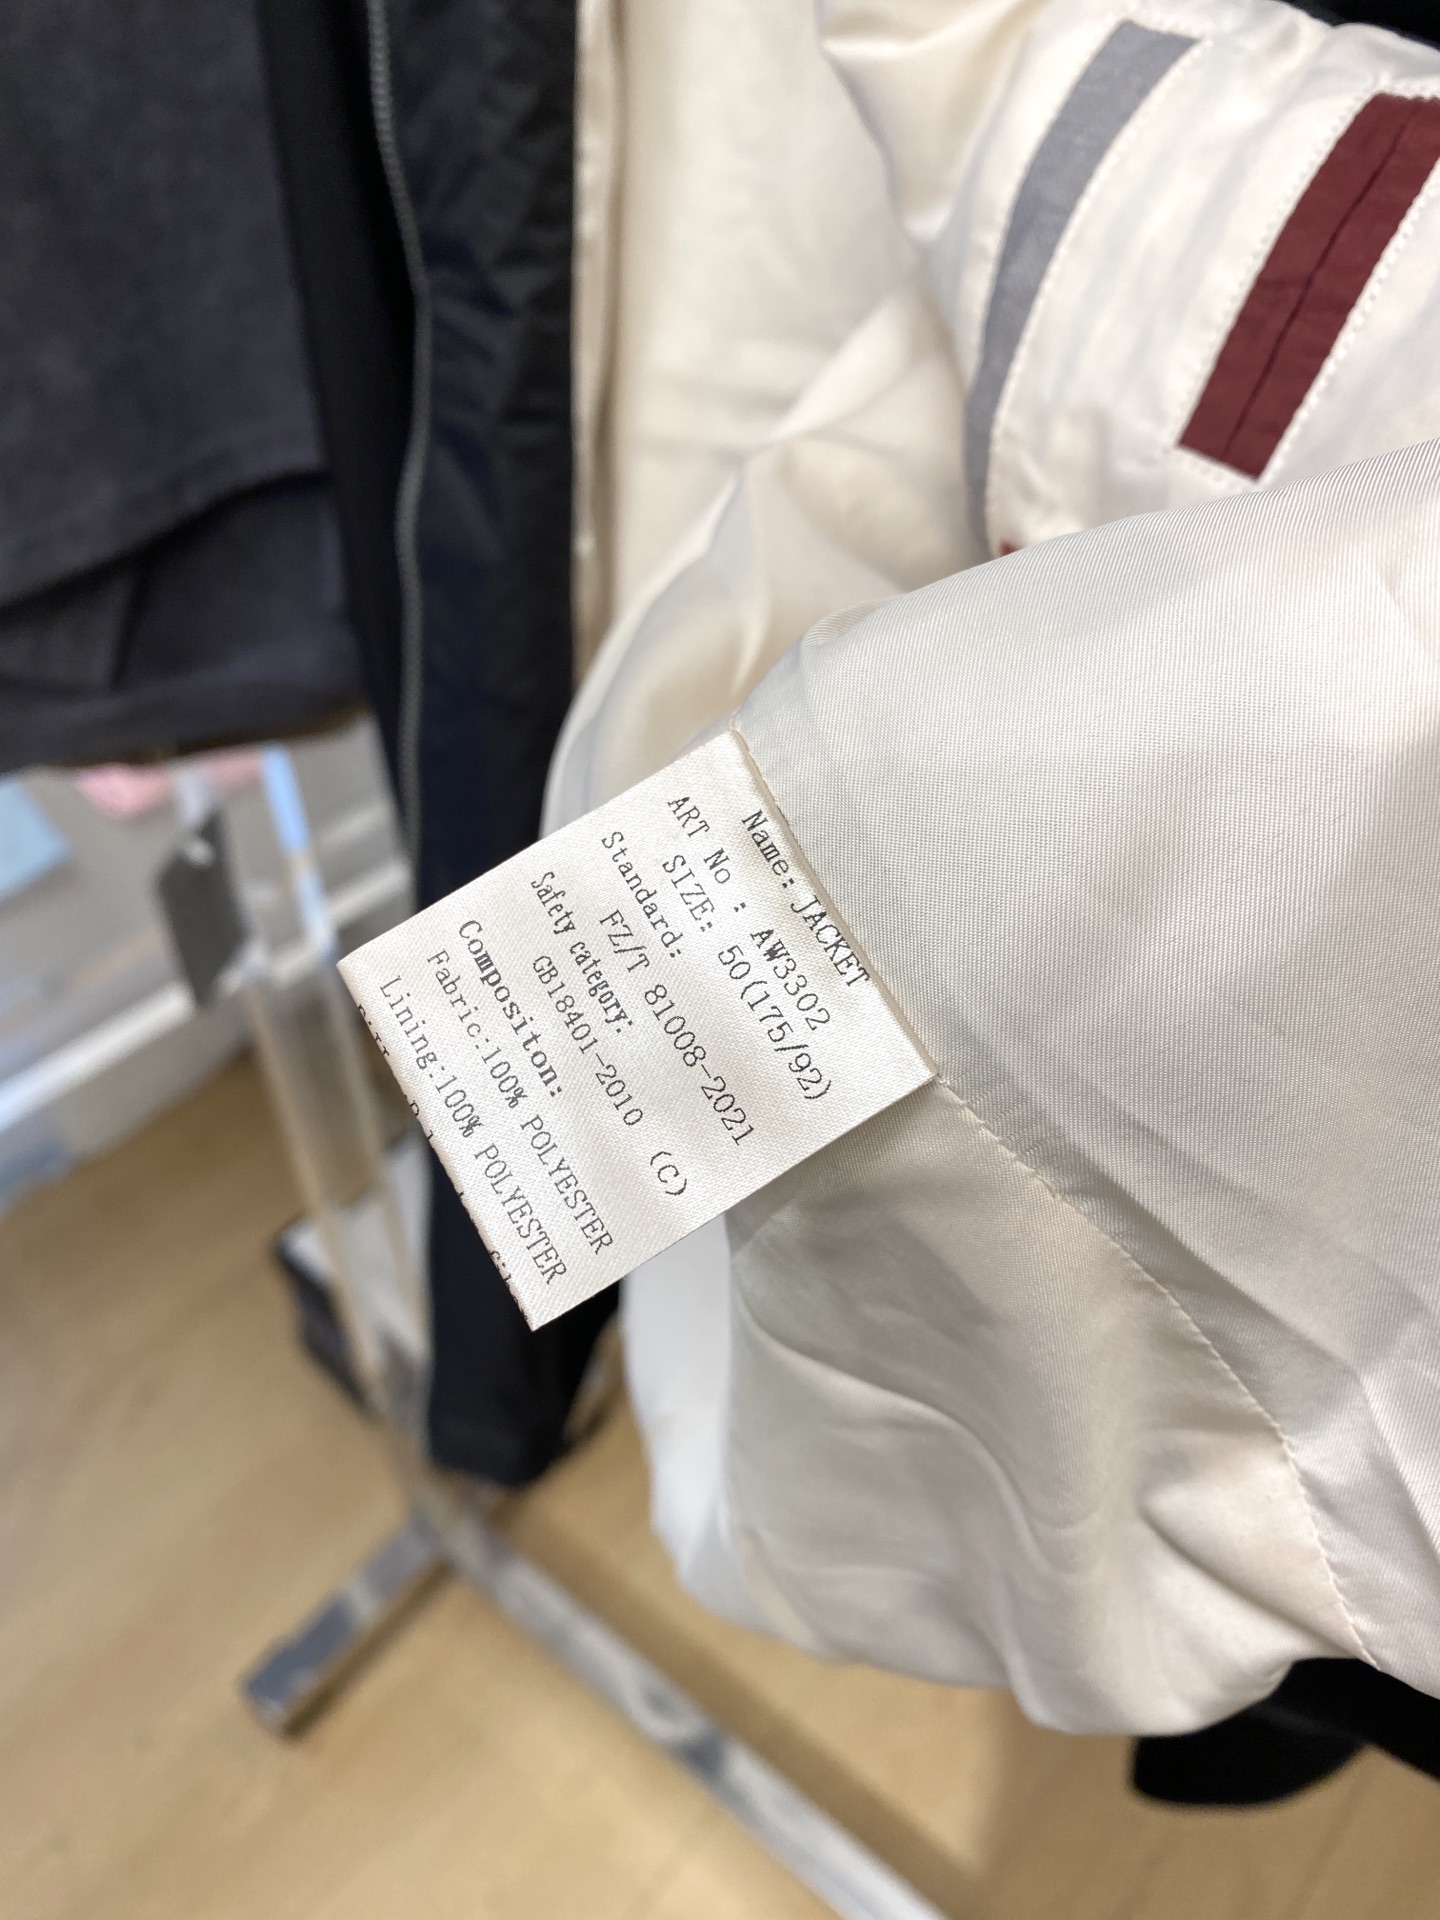 Name: JACKET
ART No : AW3302
SIZE: 50(175/92)
Standard:
FZ/T 81008-2021
Safety category:
GB18401-2010 (C)
Compositon:
Fabric:100% POLYESTER
Lining:100% POLYESTER